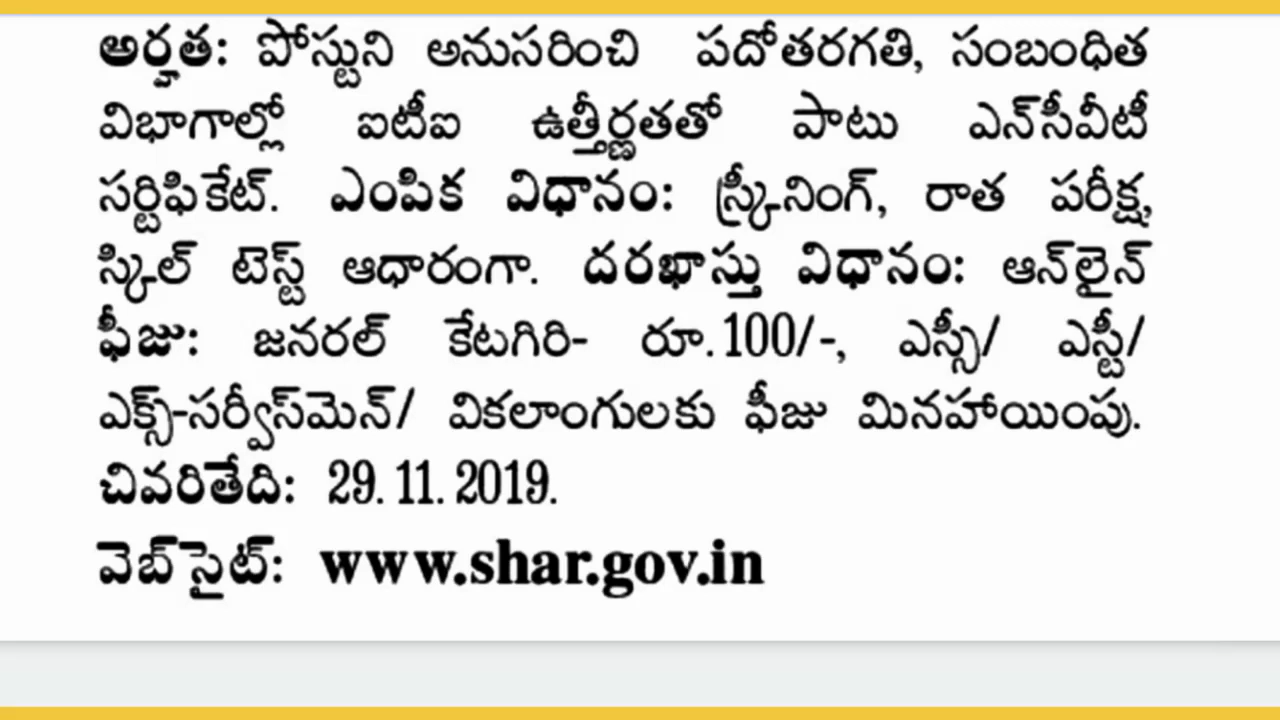 అర్హత: పోస్టుని అనుసరించి పదోతరగతి, సంబంధిత
విభాగాల్లో ఐటీఐ ఉత్తీర్ణతతో పాటు ఎన్‌సీవీటీ
సర్టిఫికేట్. ఎంపిక విధానం: స్క్రీనింగ్, రాత పరీక్ష,
స్కిల్ టెస్ట్ ఆధారంగా. దరఖాస్తు విధానం: ఆన్‌లైన్
ఫీజు: జనరల్ కేటగిరి- రూ.100/-, ఎస్సీ/ ఎస్టీ/
ఎక్స్-సర్వీస్‌మెన్/ వికలాంగులకు ఫీజు మినహాయింపు.
చివరితేది: 29.11.2019.
వెబ్‌సైట్: www.shar.gov.in